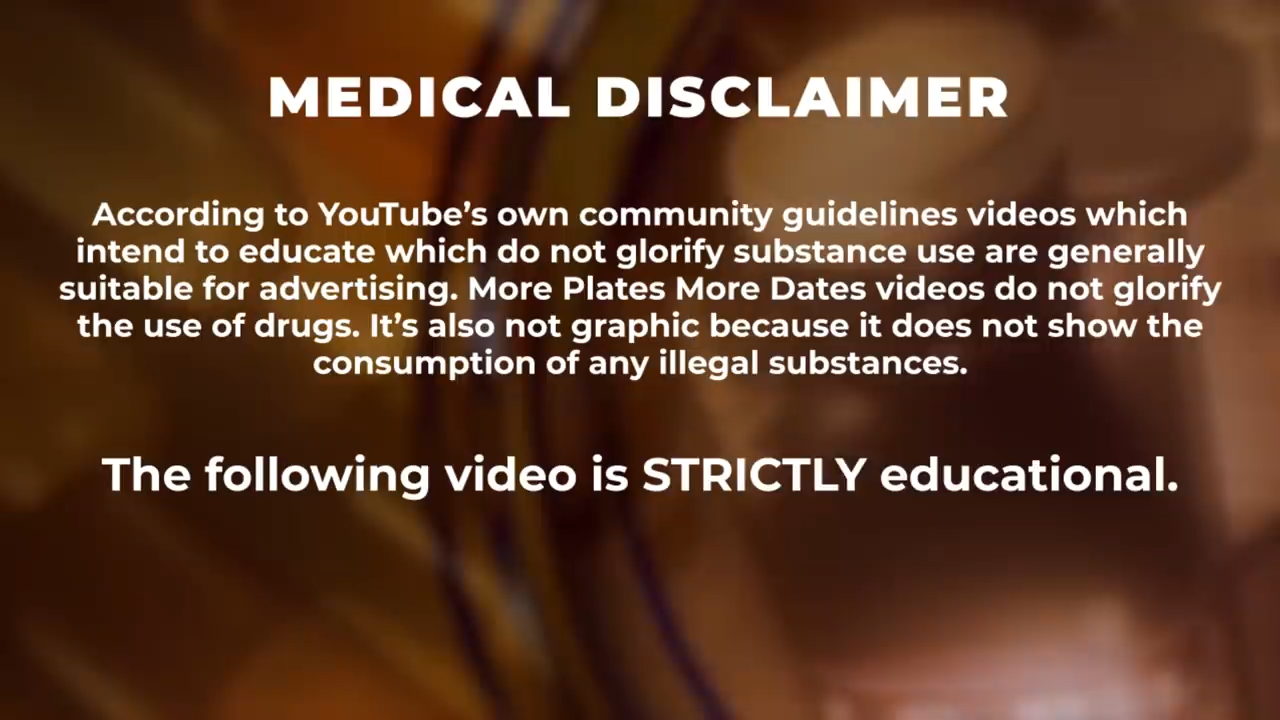 MEDICAL DISCLAIMER
According to YouTube’s own community guidelines videos which
intend to educate which do not glorify substance use are generally
suitable for advertising. More Plates More Dates videos do not glorify
the use of drugs. It’s also not graphic because it does not show the
consumption of any illegal substances.
The following video is STRICTLY educational.